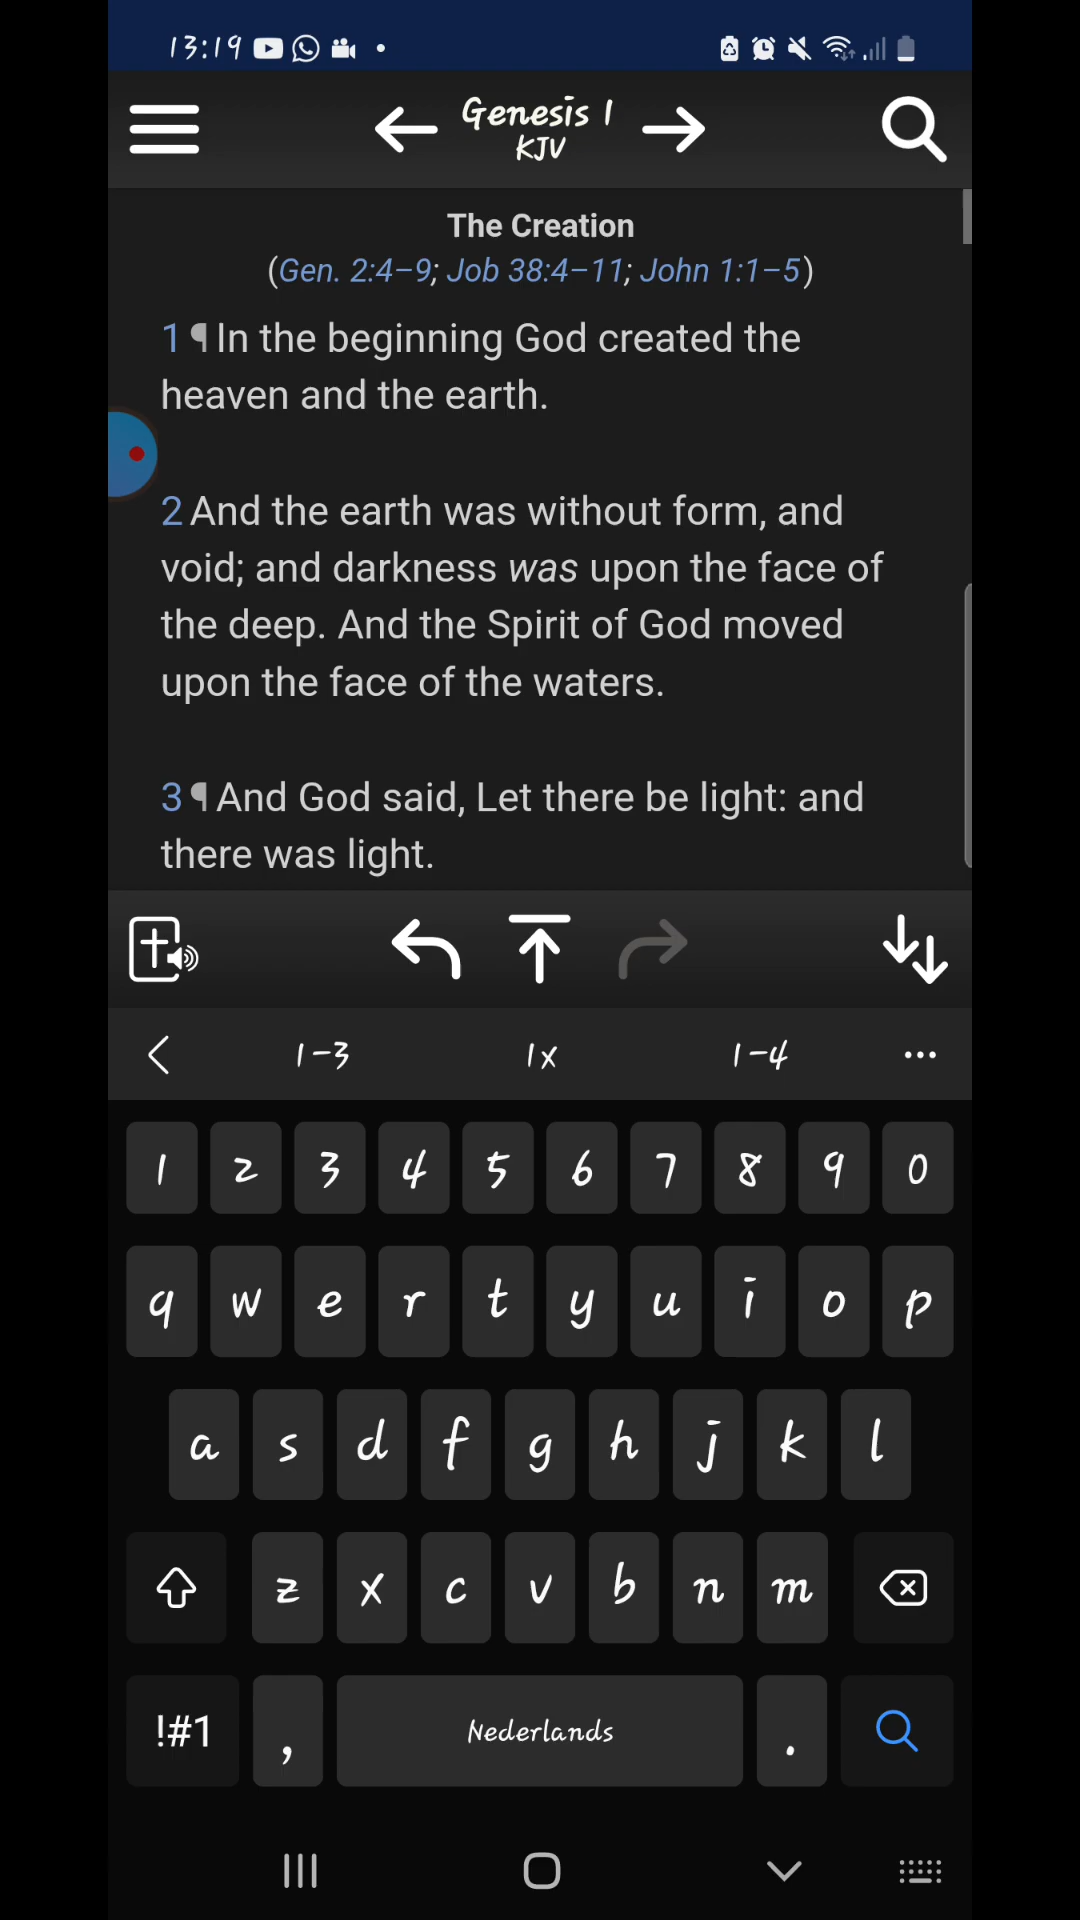 13:19
Genesis 1
KJV
The Creation
(Gen. 2:4–9; Job 38:4–11; John 1:1–5)
1 ¶ In the beginning God created the
heaven and the earth.
2 And the earth was without form, and
void; and darkness was upon the face of
the deep. And the Spirit of God moved
upon the face of the waters.
3 ¶ And God said, Let there be light: and
there was light.
1-3 1x 1-4 ...
1 2 3 4 5 6 7 8 9 0
q w e r t y u i o p
a s d f g h j k l
z x c v b n m
!#1 , Nederlands .